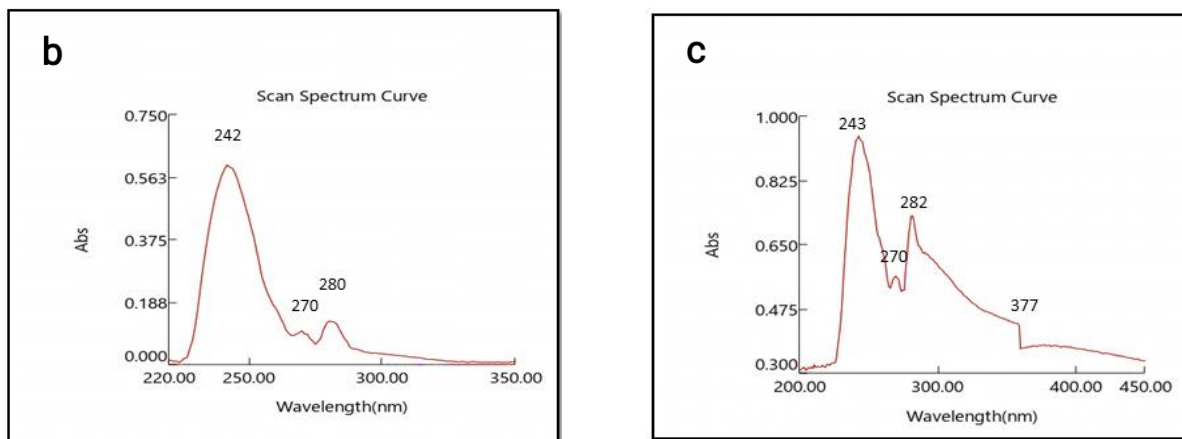 b
Scan Spectrum Curve
0.750
242
0.563
0.375
Abs
280
270
0.188
0.000
220.00 250.00 300.00 350.00
Wavelength(nm)
c
Scan Spectrum Curve
1.000
243
0.825
282
0.650
Abs
270
377
0.475
0.300
200.00 300.00 400.00 450.00
Wavelength(nm)